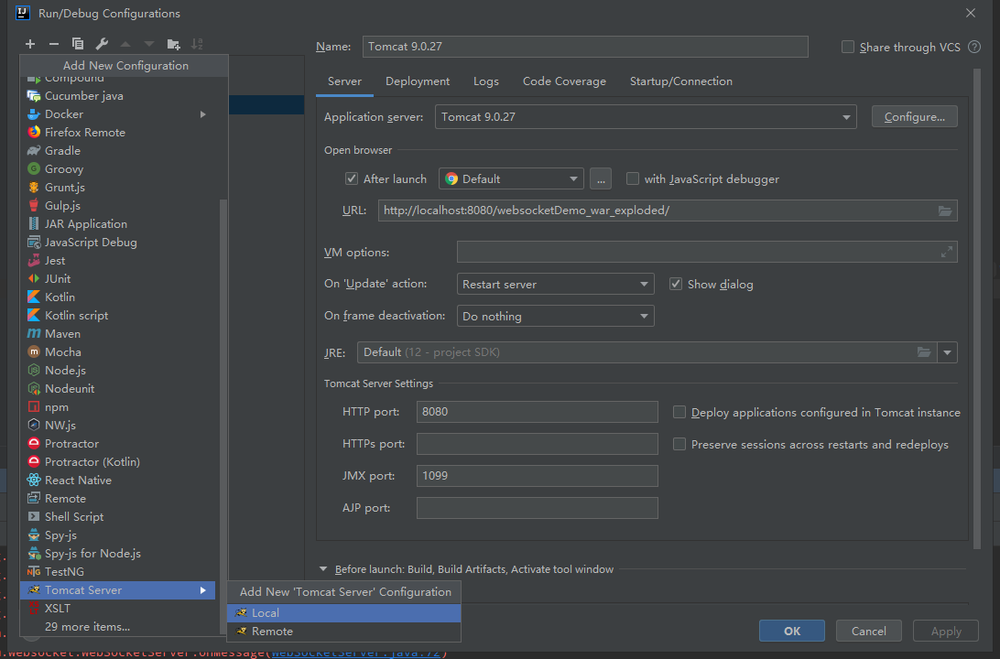 Run/Debug Configurations
Name: Tomcat 9.0.27
Share through VCS
Add New Configuration
Compound
Cucumber java
Docker
Firefox Remote
Gradle
Groovy
Grunt.js
Gulp.js
JAR Application
JavaScript Debug
Jest
JUnit
Kotlin
Kotlin script
Maven
Mocha
Node.js
Nodeunit
npm
NW.js
Protractor
Protractor (Kotlin)
React Native
Remote
Shell Script
Spy-js
Spy-js for Node.js
TestNG
Tomcat Server
XSLT
29 more items...
Add New 'Tomcat Server' Configuration
Local
Remote
Server Deployment Logs Code Coverage Startup/Connection
Application server: Tomcat 9.0.27 Configure...
Open browser
After launch Default ... with JavaScript debugger
URL: http://localhost:8080/websocketDemo_war_exploded/
VM options:
On 'Update' action: Restart server Show dialog
On frame deactivation: Do nothing
JRE: Default (12 - project SDK)
Tomcat Server Settings
HTTP port: 8080 Deploy applications configured in Tomcat instance
HTTPs port: Preserve sessions across restarts and redeploys
JMX port: 1099
AJP port:
Before launch: Build, Build Artifacts, Activate tool window
OK Cancel Apply
.websocket.WebSocketServer.onMessage(WebSocketServer.java:72)